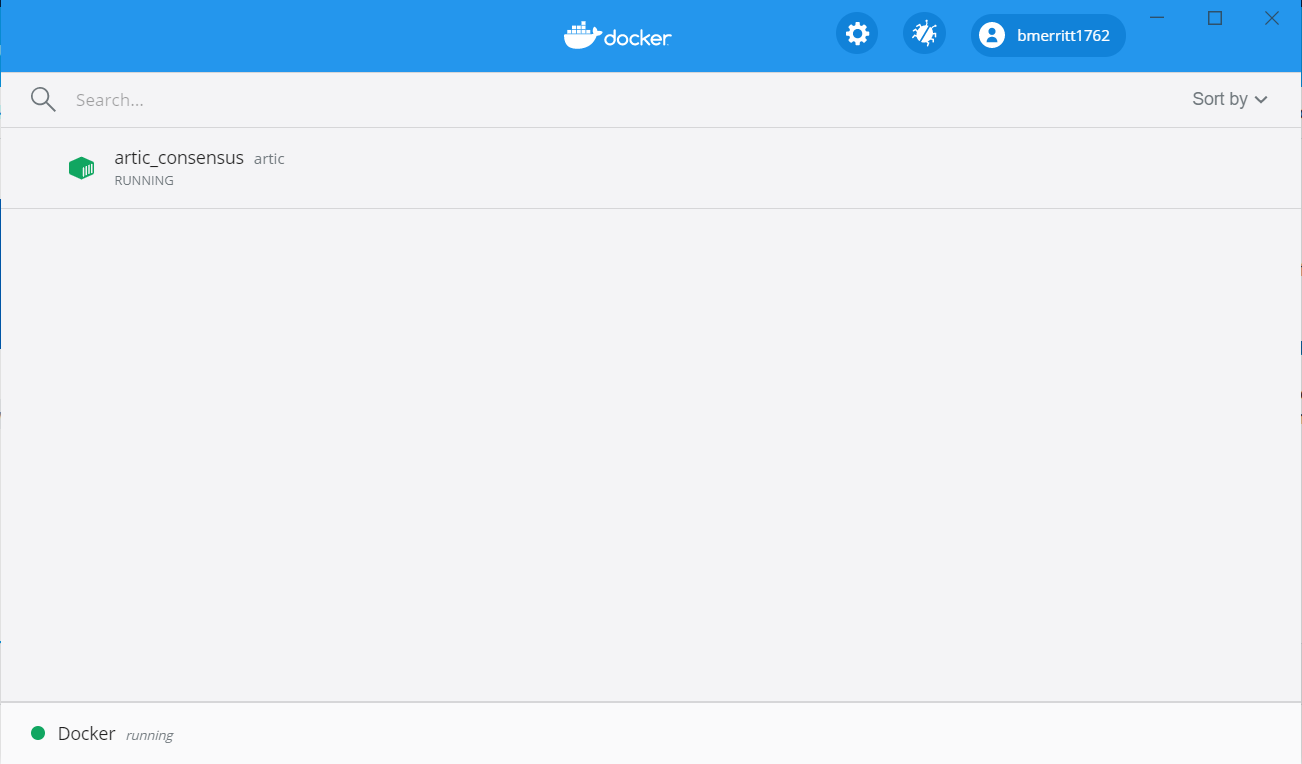 docker
bmerritt1762
Search...
Sort by
artic_consensus artic
RUNNING
Docker running